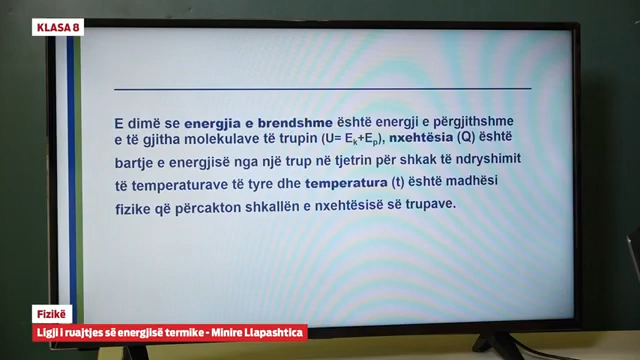 KLASA 8
E dimë se energjia e brendshme është energji e përgjithshme
e të gjitha molekulave të trupin (U= Ek+Ep), nxehtësia (Q) është
bartje e energjisë nga një trup në tjetrin për shkak të ndryshimit
të temperaturave të tyre dhe temperatura (t) është madhësi
fizike që përcakton shkallën e nxehtësisë së trupave.
Fizikë
Ligji i ruajtjes së energjisë termike - Minire Llapashtica